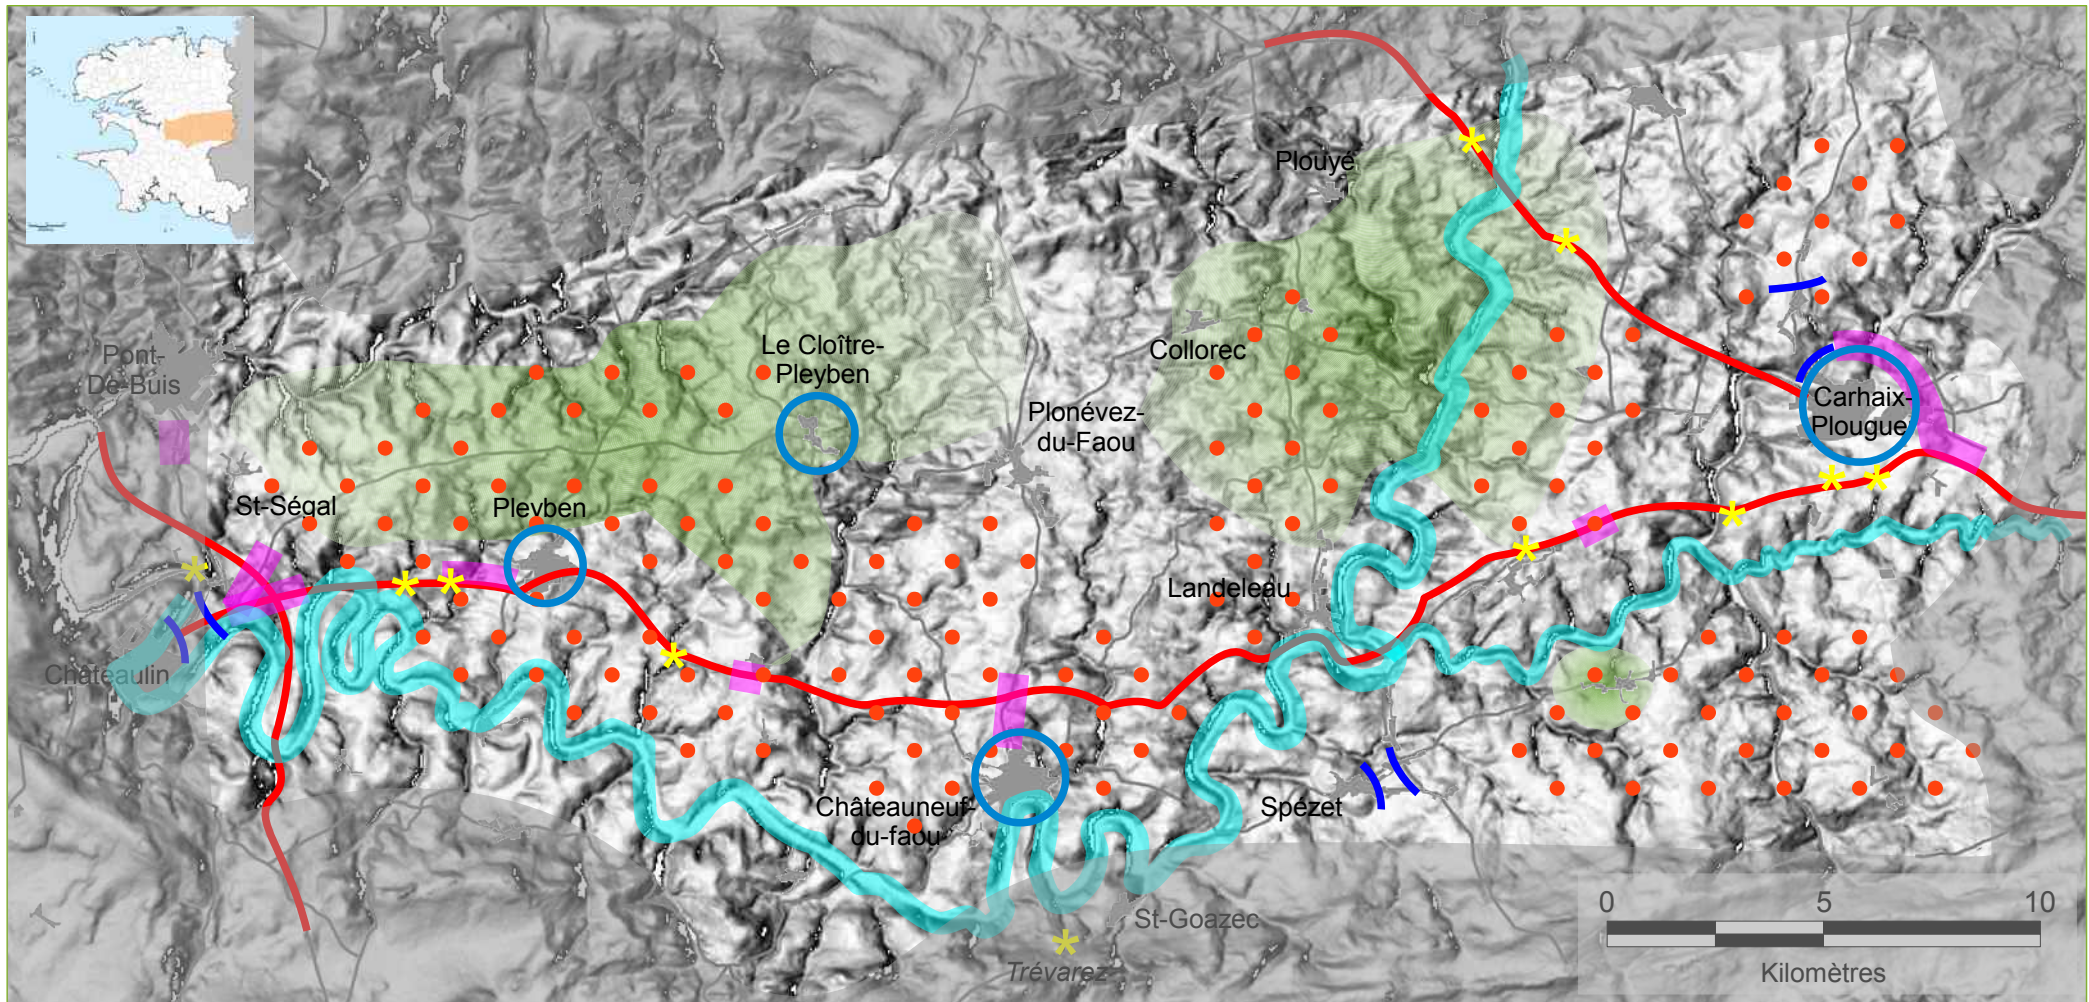 Plouyé
Pont-
De-Buis
Le Cloître-
Pleyben
Collorec
Carhaix-
Plougue
Plonévez-
du-Faou
St-Ségal
Pleyben
Landeleau
Châteaulin
Châteauneuf-
du-faou
Spézet
St-Goazec
Trévarez
0 5 10
Kilomètres